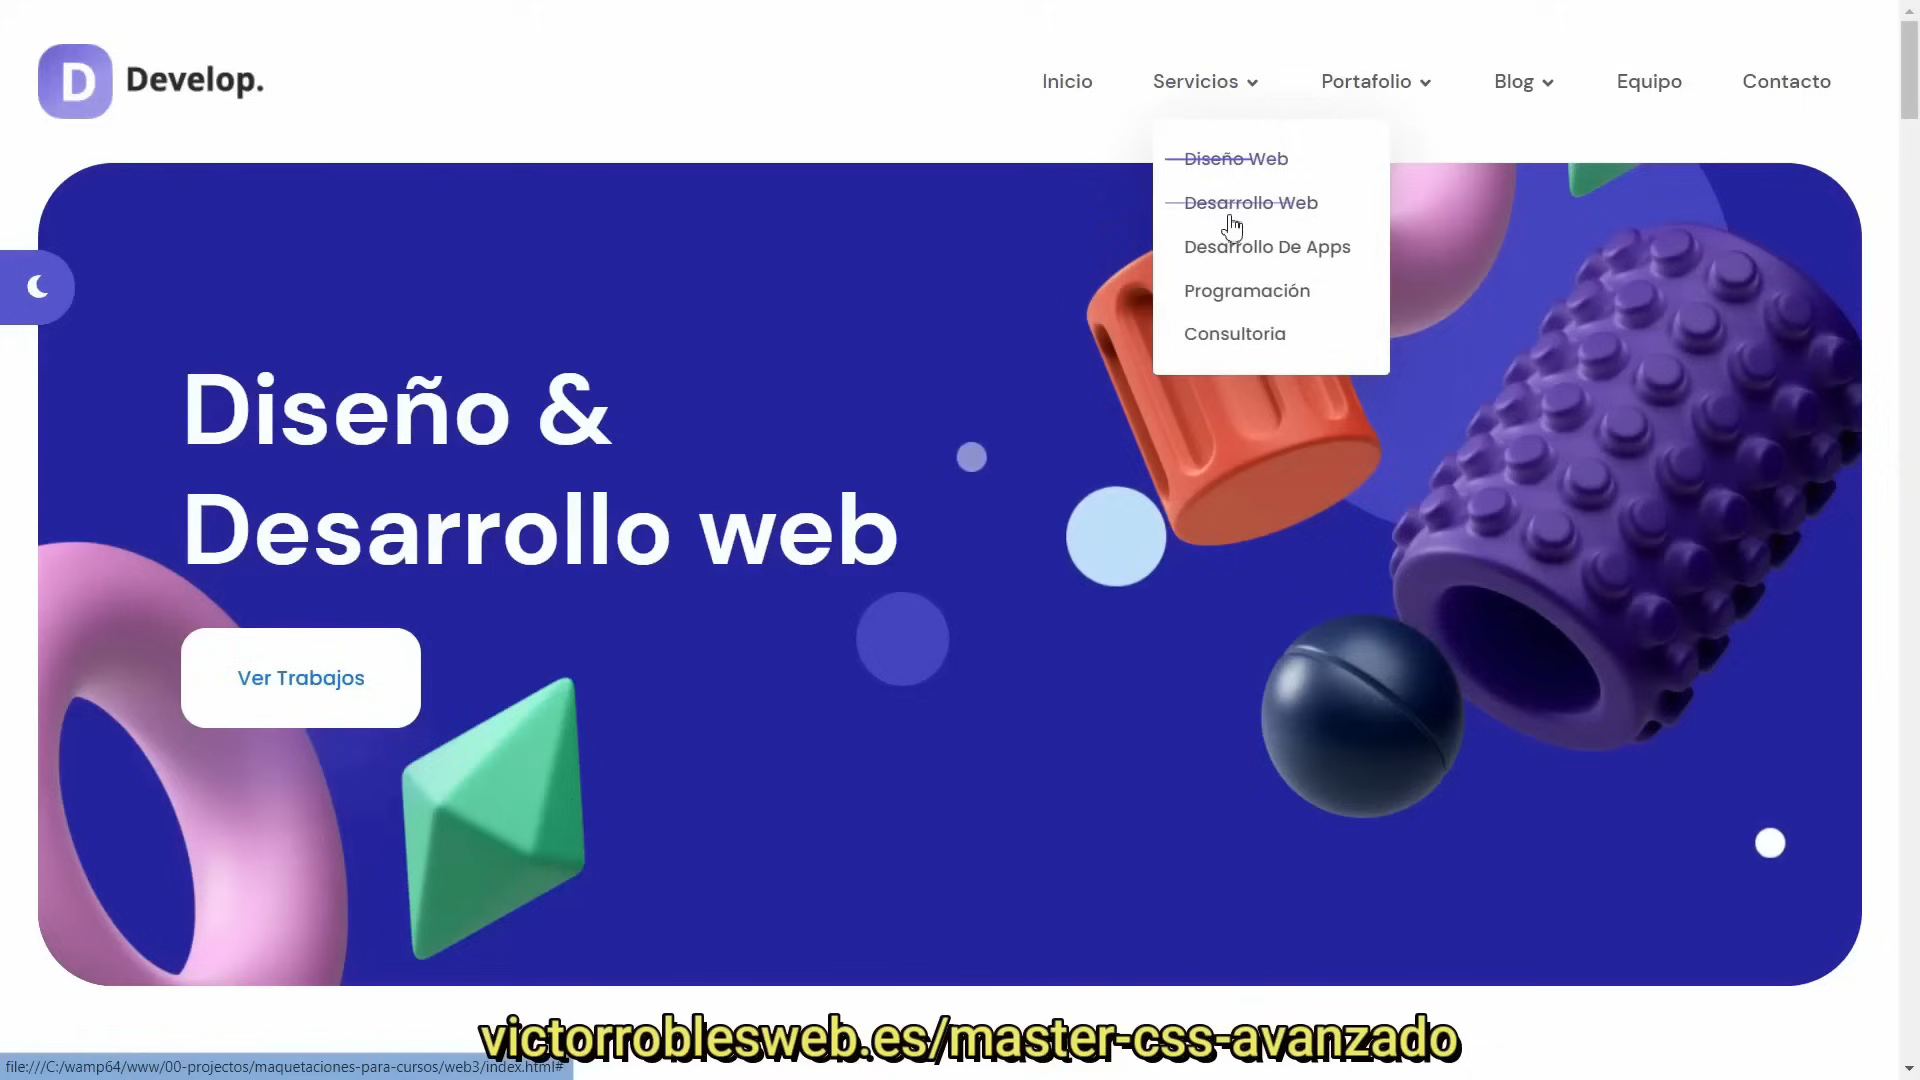 D Develop.
Inicio
Servicios
Portafolio
Blog
Equipo
Contacto
Diseño Web
Desarrollo Web
Desarrollo De Apps
Programación
Consultoria
Diseño &
Desarrollo web
Ver Trabajos
victorroblesweb.es/master-css-avanzado
file:///C:/wamp64/www/00-projectos/maquetaciones-para-cursos/web3/index.html#